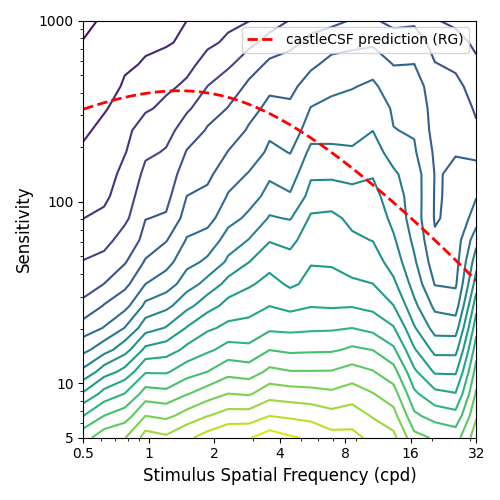 castleCSF prediction (RG)
1000
100
10
5
Sensitivity
0.5 1 2 4 8 16 32
Stimulus Spatial Frequency (cpd)